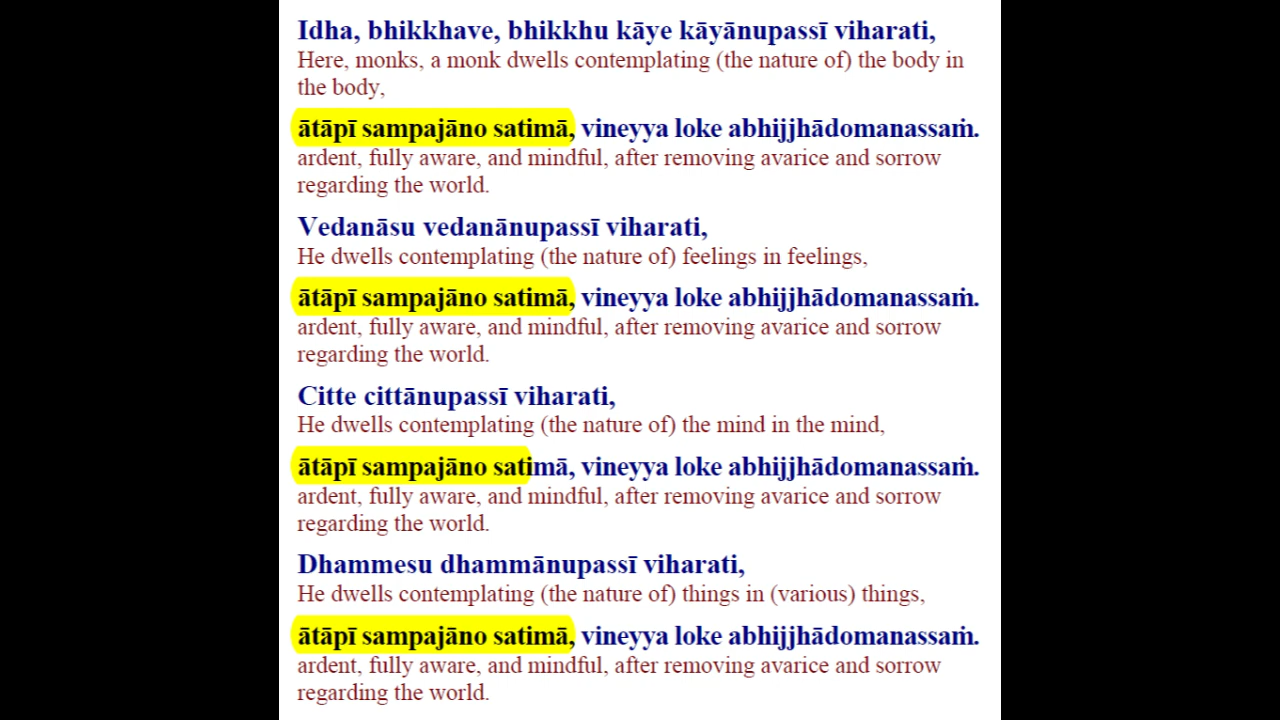 Idha, bhikkhave, bhikkhu kāye kāyānupassī viharati,
Here, monks, a monk dwells contemplating (the nature of) the body in
the body,
ātāpī sampajāno satimā, vineyya loke abhijjhādomanassaṁ.
ardent, fully aware, and mindful, after removing avarice and sorrow
regarding the world.
Vedanāsu vedanānupassī viharati,
He dwells contemplating (the nature of) feelings in feelings,
ātāpī sampajāno satimā, vineyya loke abhijjhādomanassaṁ.
ardent, fully aware, and mindful, after removing avarice and sorrow
regarding the world.
Citte cittānupassī viharati,
He dwells contemplating (the nature of) the mind in the mind,
ātāpī sampajāno satimā, vineyya loke abhijjhādomanassaṁ.
ardent, fully aware, and mindful, after removing avarice and sorrow
regarding the world.
Dhammesu dhammānupassī viharati,
He dwells contemplating (the nature of) things in (various) things,
ātāpī sampajāno satimā, vineyya loke abhijjhādomanassaṁ.
ardent, fully aware, and mindful, after removing avarice and sorrow
regarding the world.